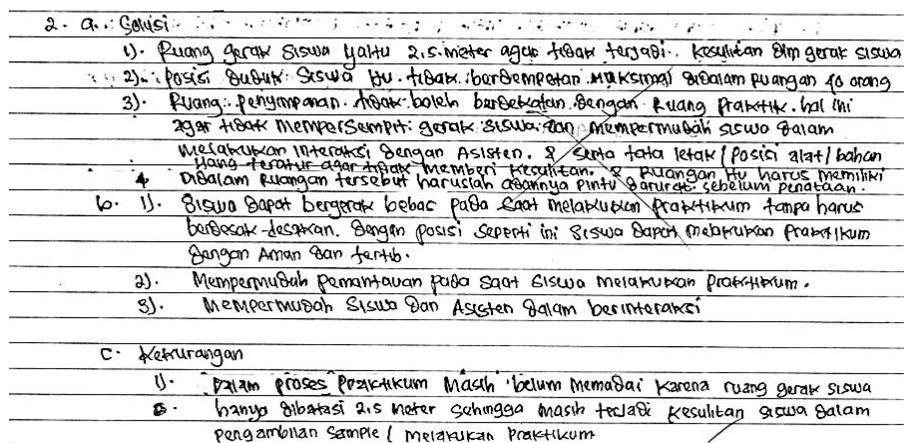 2. a. Solusi
1). Ruang gerak siswa yaitu 2,5 meter agar tidak terjadi kesulitan dlm gerak siswa
2). Posisi duduk siswa itu tidak berdempetan. Maksimal didalam ruangan 40 orang
3). Ruang penyimpanan tidak boleh berdekatan dengan ruang praktik. hal ini
agar tidak mempersempit gerak siswa dan mempermudah siswa dalam
melakukan interaksi dengan Asisten. & serta tata letak / posisi alat / bahan
yang teratur agar tidak memberi kesulitan. & ruangan itu harus memiliki
4 Didalam ruangan tersebut haruslah adannya pintu darurat. sebelum penataan.
b. 1). Siswa dapat bergerak bebas pada saat melakukan praktikum tanpa harus
berdesak-desakan. dengan posisi seperti ini siswa dapat melakukan praktikum
dengan Aman dan tertib.
2). Mempermudah pemantauan pada saat siswa melakukan praktikum.
3). Mempermudah siswa dan Asisten dalam berinteraksi
c. Kekurangan
1). Dalam proses praktikum masih belum memadai karena ruang gerak siswa
hanya dibatasi 2,5 meter sehingga masih terjadi kesulitan siswa dalam
pengambilan sample / melakukan praktikum